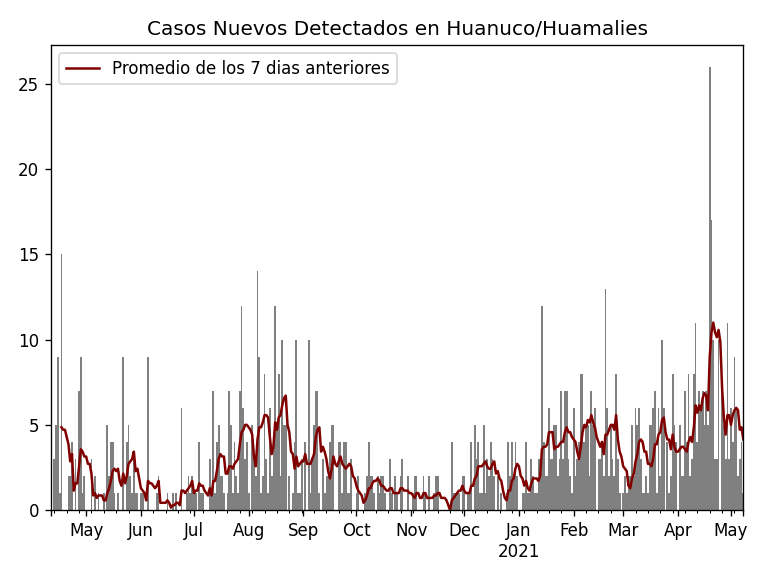 Casos Nuevos Detectados en Huanuco/Huamalies
Promedio de los 7 dias anteriores
25
20
15
10
5
0
May Jun Jul Aug Sep Oct Nov Dec Jan Feb Mar Apr May
2021